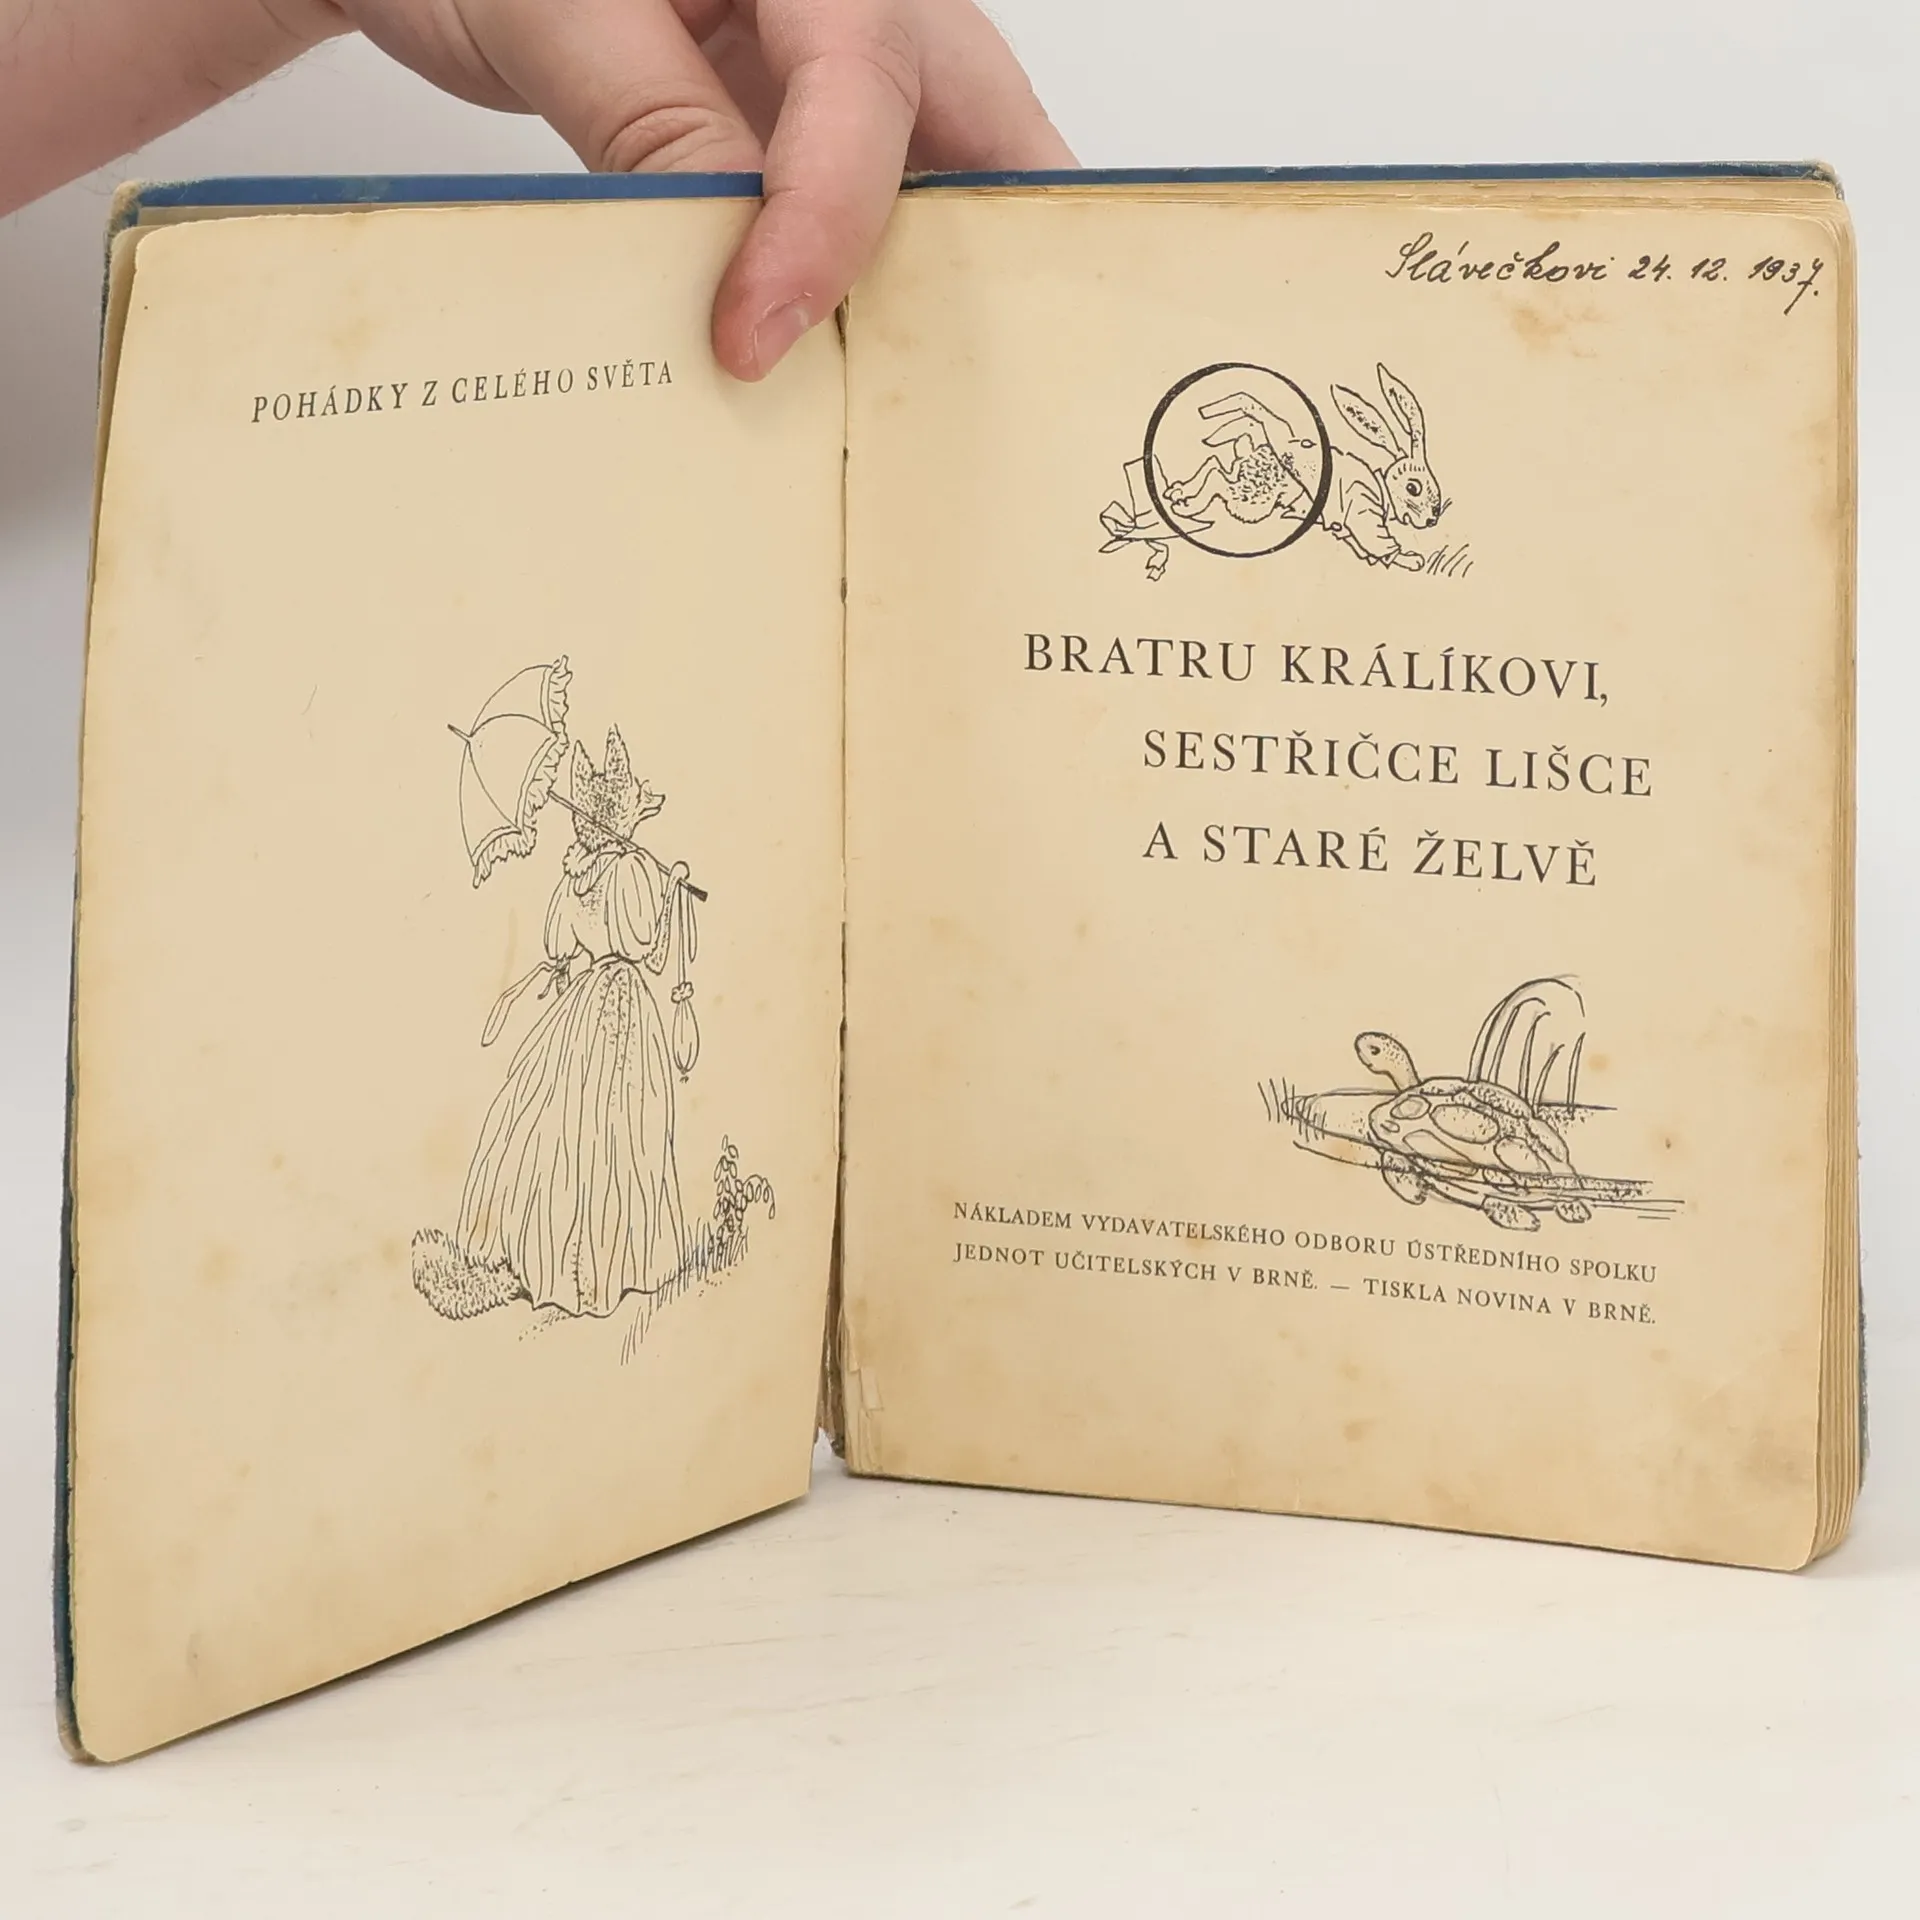 POHÁDKY Z CELÉHO SVĚTA
Slávečkovi 24. 12. 1937.
BRATRU KRÁLÍKOVI,
SESTŘIČCE LIŠCE
A STARÉ ŽELVĚ
NÁKLADEM VYDAVATELSKÉHO ODBORU ÚSTŘEDNÍHO SPOLKU
JEDNOT UČITELSKÝCH V BRNĚ. — TISKLA NOVINA V BRNĚ.